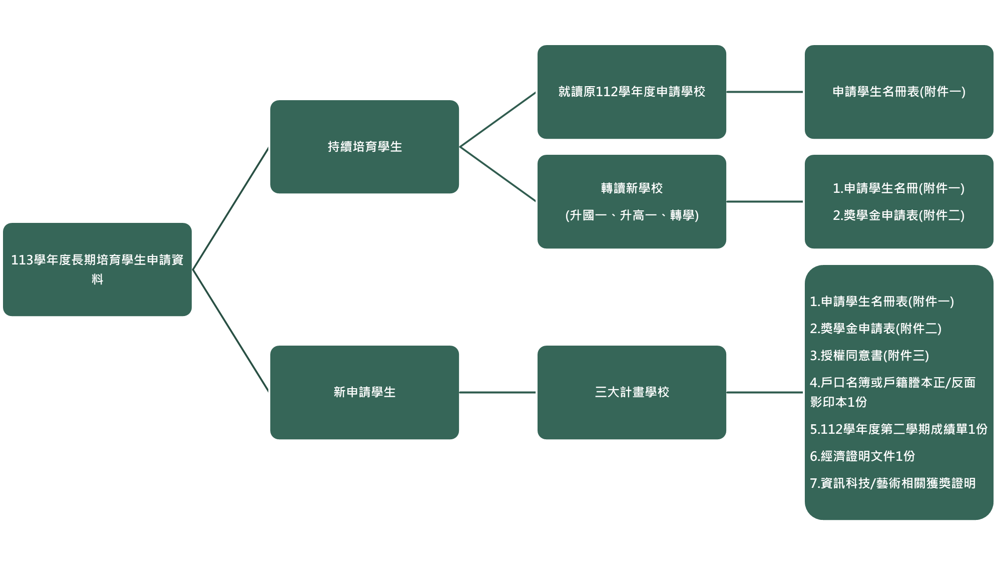 113學年度長期培育學生申請資
料
持續培育學生
就讀原112學年度申請學校
申請學生名冊表(附件一)
轉讀新學校
(升國一、升高一、轉學)
1.申請學生名冊(附件一)
2.獎學金申請表(附件二)
新申請學生
三大計畫學校
1.申請學生名冊表(附件一)
2.獎學金申請表(附件二)
3.授權同意書(附件三)
4.戶口名簿或戶籍謄本正/反面
影印本1份
5.112學年度第二學期成績單1份
6.經濟證明文件1份
7.資訊科技/藝術相關獲獎證明